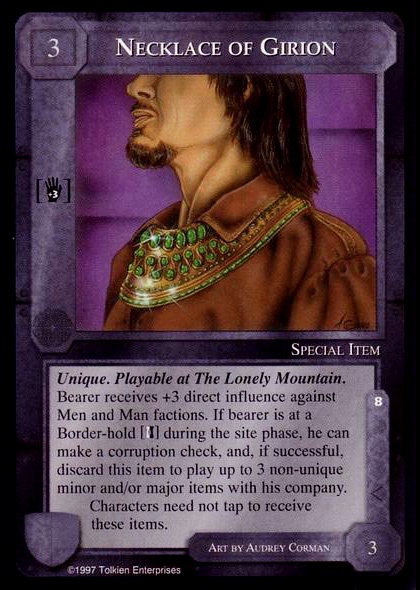 3
NECKLACE OF GIRION
+3
SPECIAL ITEM
Unique. Playable at The Lonely Mountain.
Bearer receives +3 direct influence against
Men and Man factions. If bearer is at a
Border-hold [ ] during the site phase, he can
make a corruption check, and, if successful,
discard this item to play up to 3 non-unique
minor and/or major items with his company.
Characters need not tap to receive
these items.
8
ART BY AUDREY CORMAN
3
©1997 Tolkien Enterprises